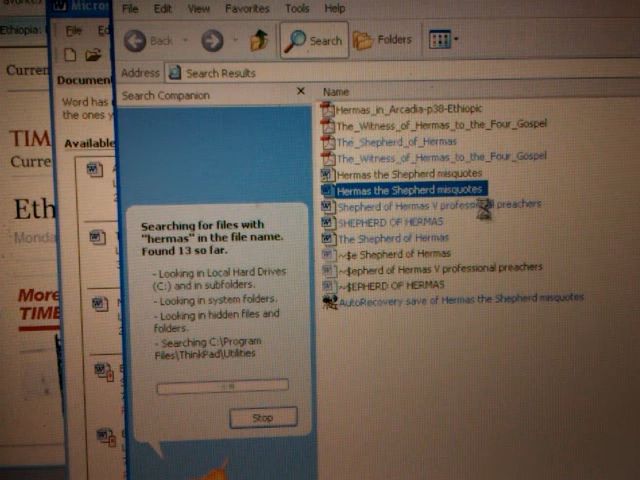 Ethiopia:
Curren
TIM
Curre
Eth
Monda
More
TIME
Micros
File
Ed
Documen
Word has
the ones y
Available
File Edit View Favorites Tools Help
Back Search Folders
Address Search Results
Search Companion
Searching for files with
"hermas" in the file name.
Found 13 so far.
- Looking in Local Hard Drives
(C:) and in subfolders.
- Looking in system folders.
- Looking in hidden files and
folders.
- Searching C:\Program
Files\ThinkPad\Utilities
Stop
Name
Hermas_in_Arcadia-p38-Ethiopic
The_Witness_of_Hermas_to_the_Four_Gospel
The_Shepherd_of_Hermas
The_Witness_of_Hermas_to_the_Four_Gospel
Hermas the Shepherd misquotes
Hermas the Shepherd misquotes
Shepherd of Hermas V professional preachers
SHEPHERD OF HERMAS
The Shepherd of Hermas
~$e Shepherd of Hermas
~$epherd of Hermas V professional preachers
~$EPHERD OF HERMAS
AutoRecovery save of Hermas the Shepherd misquotes